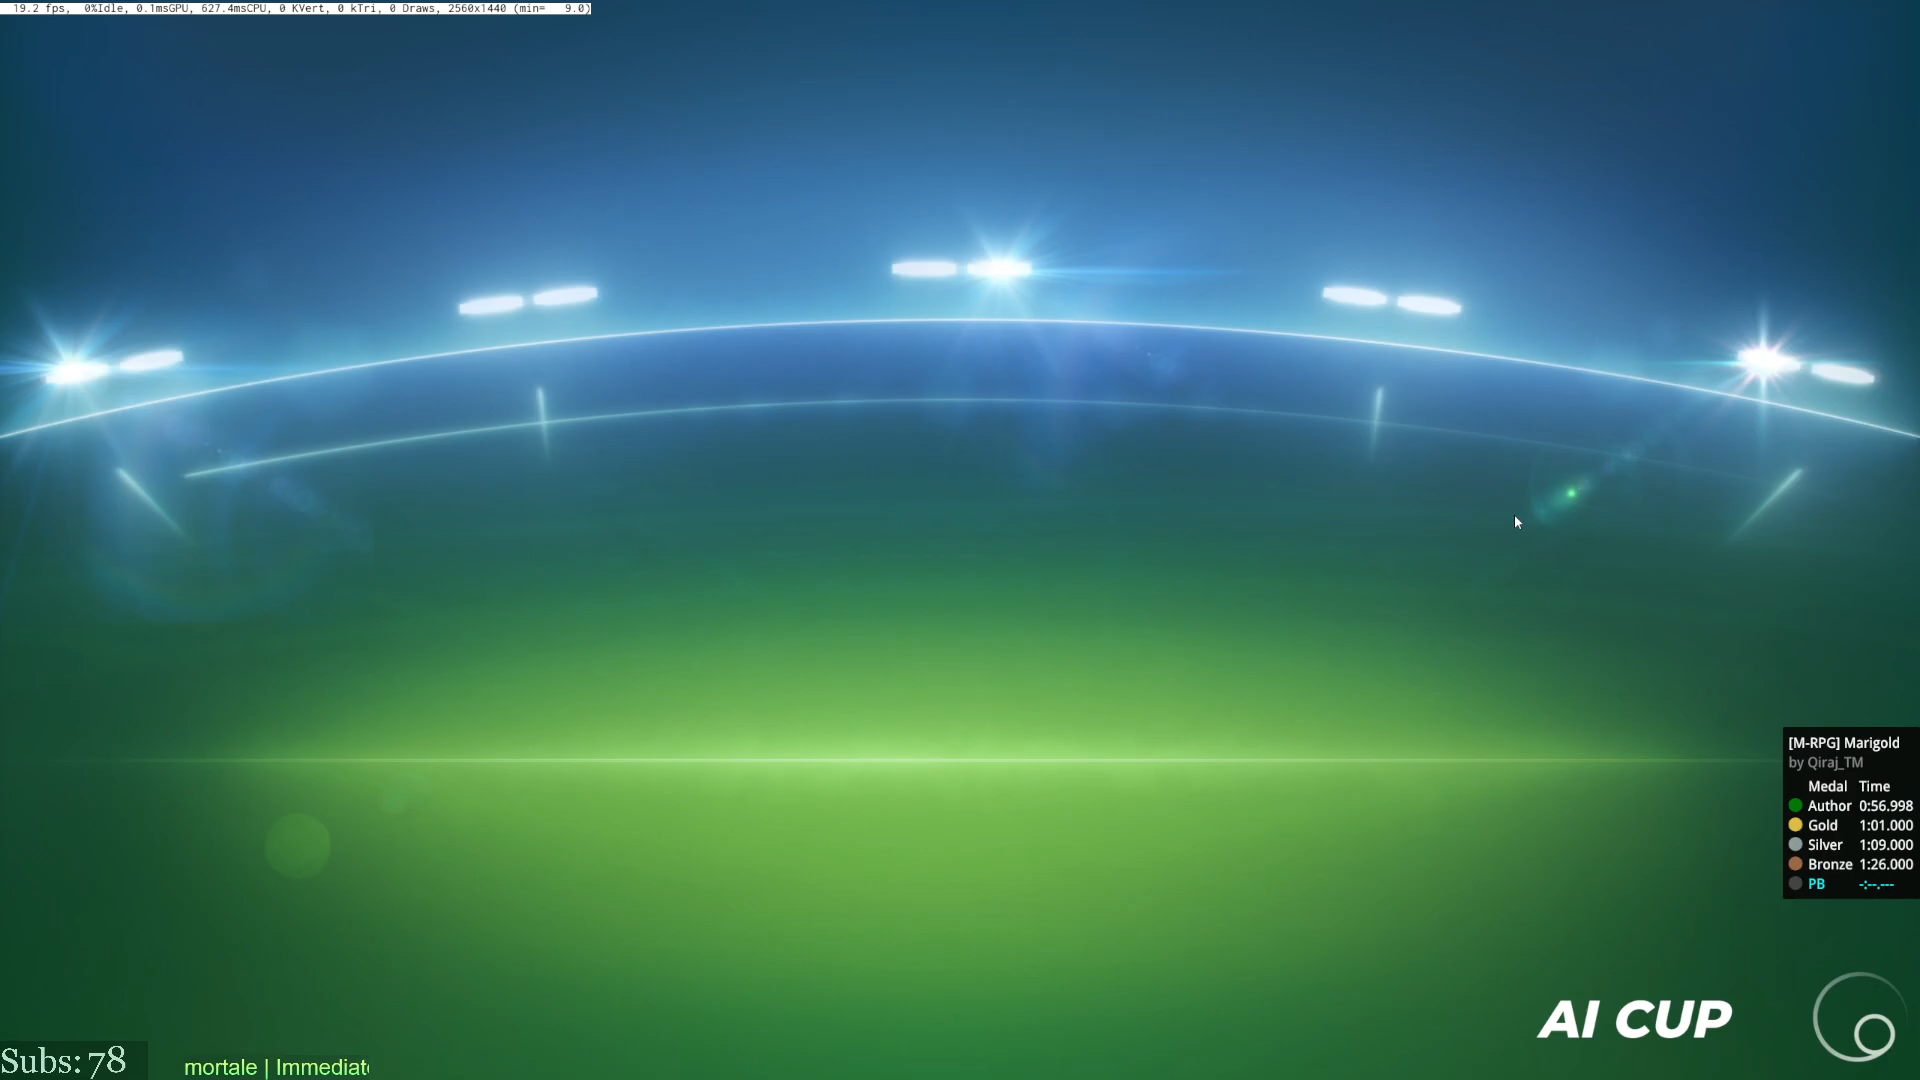 19.2 fps, 0%Idle, 0.1msGPU, 627.4msCPU, 0 KVert, 0 kTri, 0 Draws, 2560x1440 (min= 9.0)
[M-RPG] Marigold
by Qiraj_TM
Medal Time
Author 0:56.998
Gold 1:01.000
Silver 1:09.000
Bronze 1:26.000
PB -:--.---
AI CUP
Subs: 78
mortale | Immediat